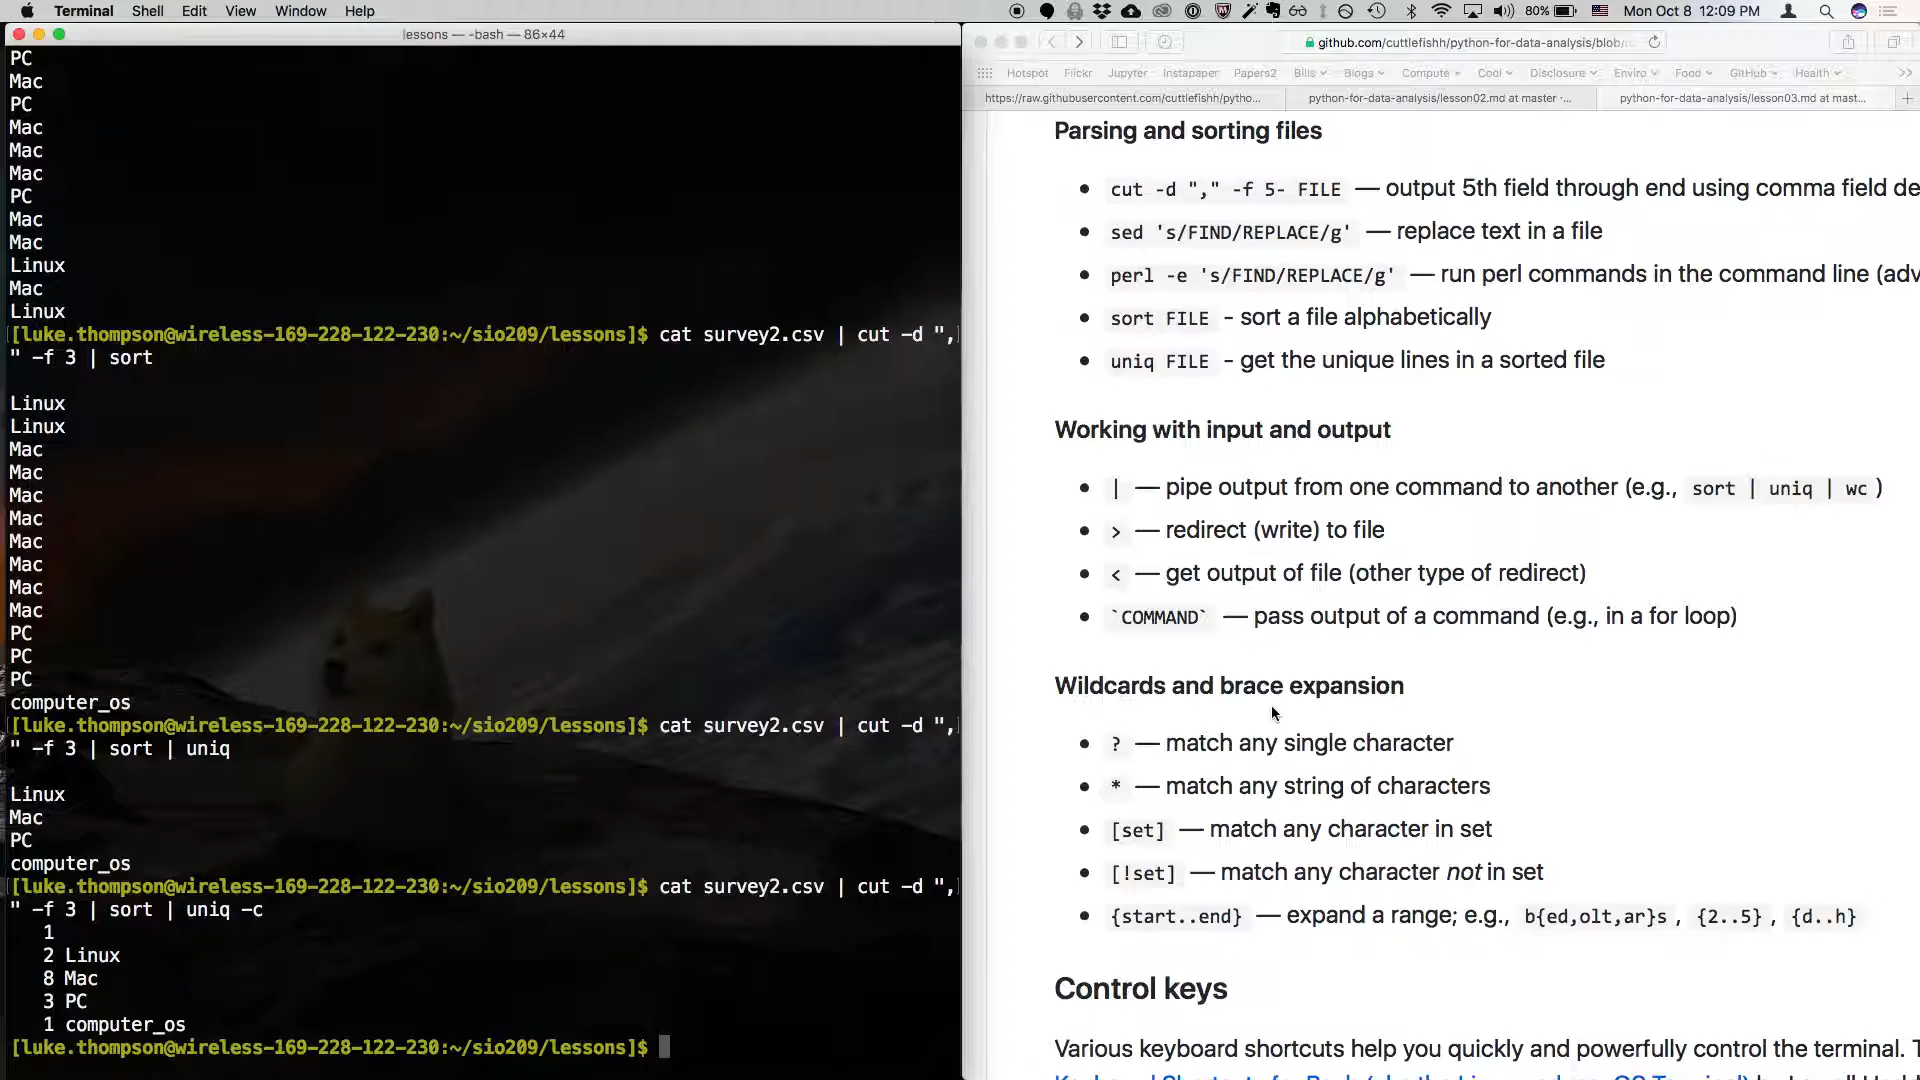 Terminal Shell Edit View Window Help 80% Mon Oct 8 12:09 PM
lessons — -bash — 86×44
PC
Mac
PC
Mac
Mac
Mac
PC
Mac
Mac
Linux
Mac
Linux
[luke.thompson@wireless-169-228-122-230:~/sio209/lessons]$ cat survey2.csv | cut -d ",
" -f 3 | sort
Linux
Linux
Mac
Mac
Mac
Mac
Mac
Mac
Mac
Mac
PC
PC
PC
computer_os
[luke.thompson@wireless-169-228-122-230:~/sio209/lessons]$ cat survey2.csv | cut -d ",
" -f 3 | sort | uniq
Linux
Mac
PC
computer_os
[luke.thompson@wireless-169-228-122-230:~/sio209/lessons]$ cat survey2.csv | cut -d ",
" -f 3 | sort | uniq -c
1
2 Linux
8 Mac
3 PC
1 computer_os
[luke.thompson@wireless-169-228-122-230:~/sio209/lessons]$
github.com/cuttlefishh/python-for-data-analysis/blob/
Hotspot Flickr Jupyter Instapaper Papers2 Bills Blogs Compute Cool Disclosure Enviro Food GitHub Health
https://raw.githubusercontent.com/cuttlefishh/pytho... python-for-data-analysis/lesson02.md at master ·... python-for-data-analysis/lesson03.md at mast...
Parsing and sorting files
• cut -d "," -f 5- FILE — output 5th field through end using comma field de
• sed 's/FIND/REPLACE/g' — replace text in a file
• perl -e 's/FIND/REPLACE/g' — run perl commands in the command line (adv
• sort FILE - sort a file alphabetically
• uniq FILE - get the unique lines in a sorted file
Working with input and output
• | — pipe output from one command to another (e.g., sort | uniq | wc )
• > — redirect (write) to file
• < — get output of file (other type of redirect)
• `COMMAND` — pass output of a command (e.g., in a for loop)
Wildcards and brace expansion
• ? — match any single character
• * — match any string of characters
• [set] — match any character in set
• [!set] — match any character not in set
• {start..end} — expand a range; e.g., b{ed,olt,ar}s , {2..5} , {d..h}
Control keys
Various keyboard shortcuts help you quickly and powerfully control the terminal. T